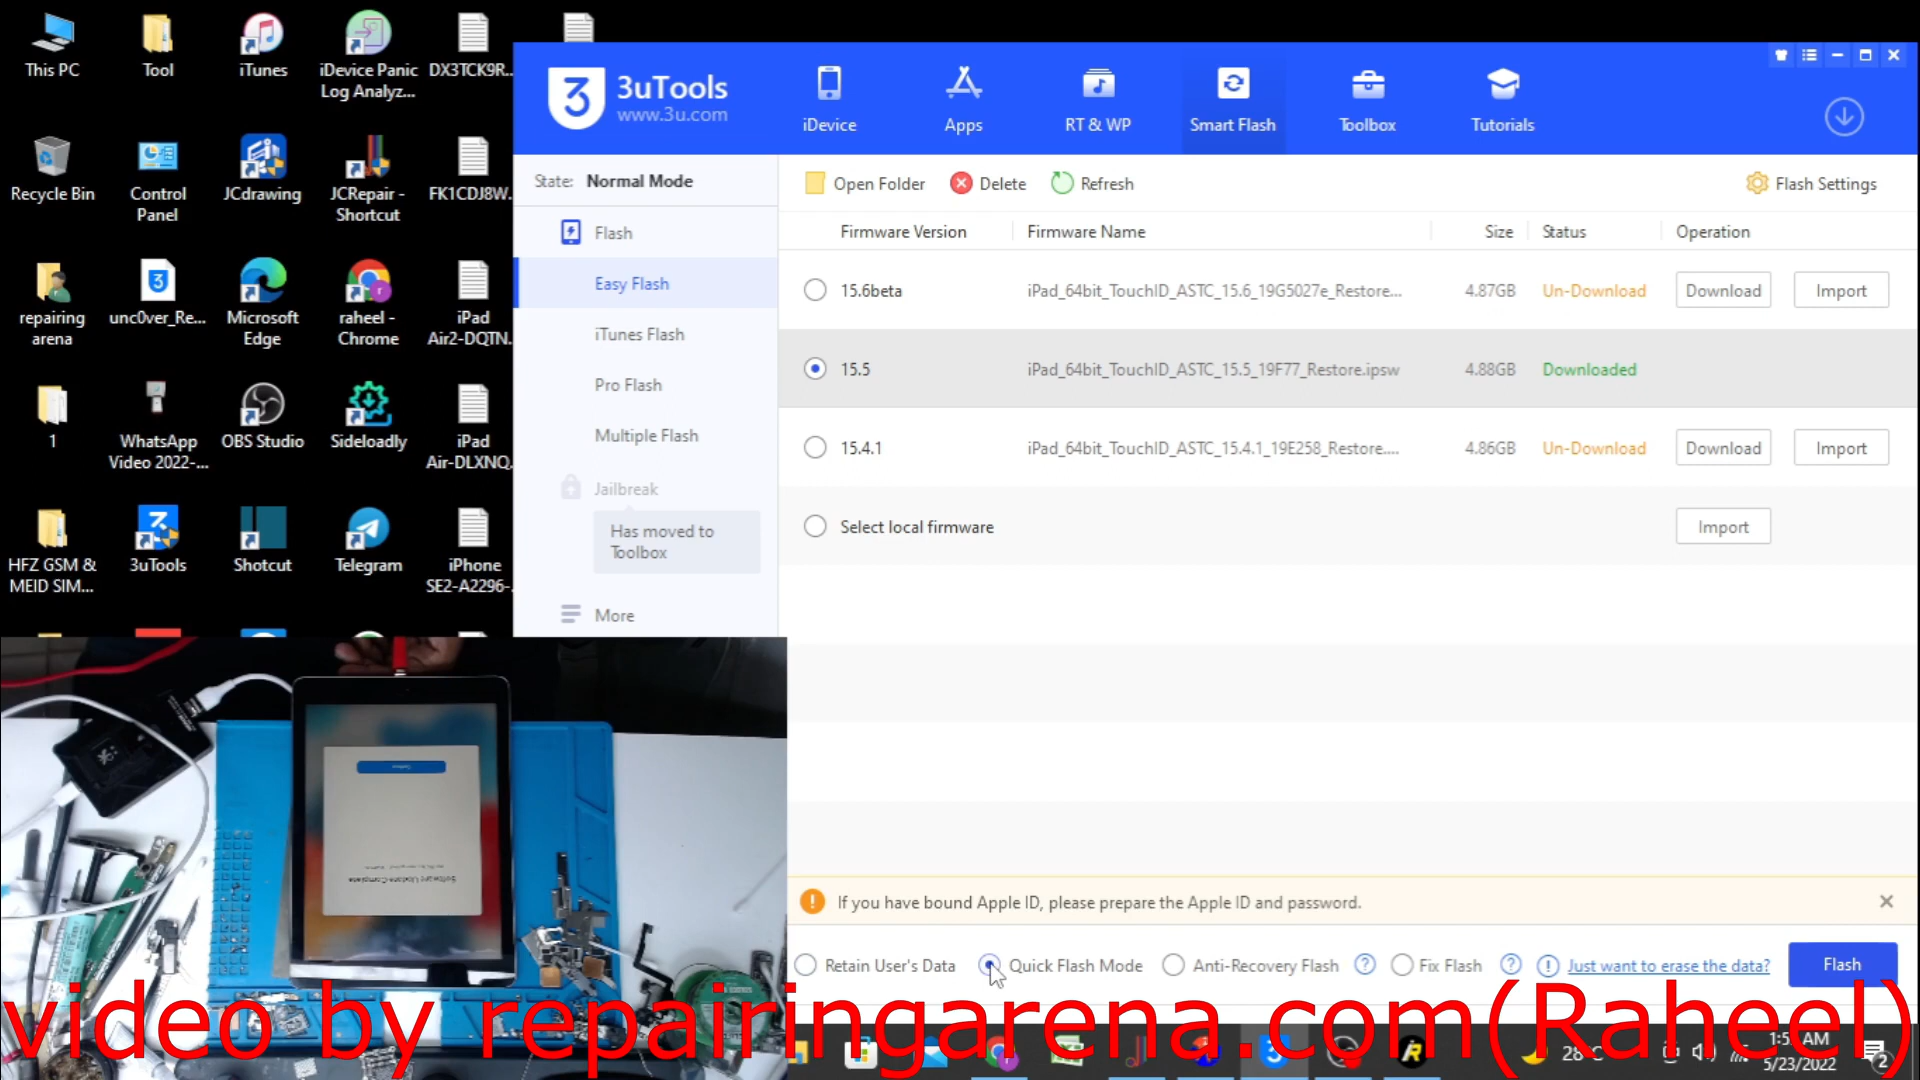 This PC
Tool
iTunes
iDevice Panic
Log Analyz...
DX3TCK9R...
Recycle Bin
Control
Panel
JCdrawing
JCRepair -
Shortcut
FK1CDJ8W...
repairing
arena
unc0ver_Re...
Microsoft
Edge
raheel -
Chrome
iPad
Air2-DQTN...
1
WhatsApp
Video 2022-...
OBS Studio
Sideloadly
iPad
Air-DLXNQ...
HFZ GSM &
MEID SIM...
3uTools
Shotcut
Telegram
iPhone
SE2-A2296-...
3uTools
www.3u.com
iDevice
Apps
RT & WP
Smart Flash
Toolbox
Tutorials
State: Normal Mode
Flash
Easy Flash
iTunes Flash
Pro Flash
Multiple Flash
Jailbreak
Has moved to
Toolbox
More
Open Folder
Delete
Refresh
Flash Settings
Firmware Version
Firmware Name
Size
Status
Operation
15.6beta iPad_64bit_TouchID_ASTC_15.6_19G5027e_Restore... 4.87GB Un-Download Download Import
15.5 iPad_64bit_TouchID_ASTC_15.5_19F77_Restore.ipsw 4.88GB Downloaded
15.4.1 iPad_64bit_TouchID_ASTC_15.4.1_19E258_Restore.... 4.86GB Un-Download Download Import
Select local firmware Import
Software Update Complete
If you have bound Apple ID, please prepare the Apple ID and password.
Retain User's Data
Quick Flash Mode
Anti-Recovery Flash
Fix Flash
Just want to erase the data?
Flash
video by repairingarena.com(Raheel)
28°C
5/23/2022
2